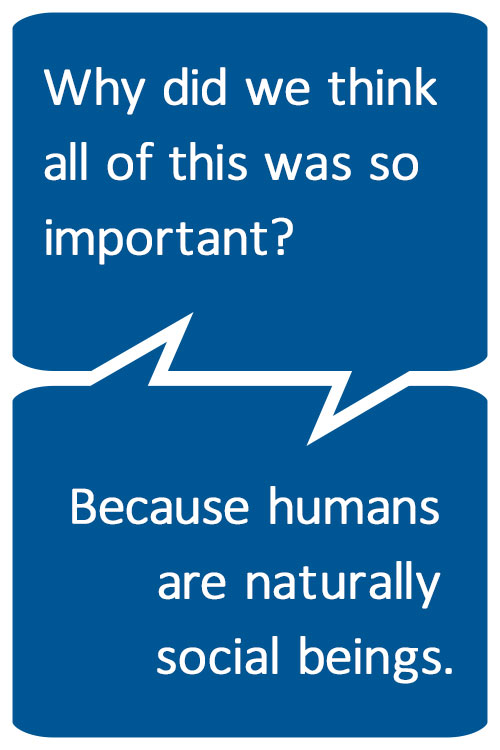 Why did we think
all of this was so
important?
Because humans
are naturally
social beings.